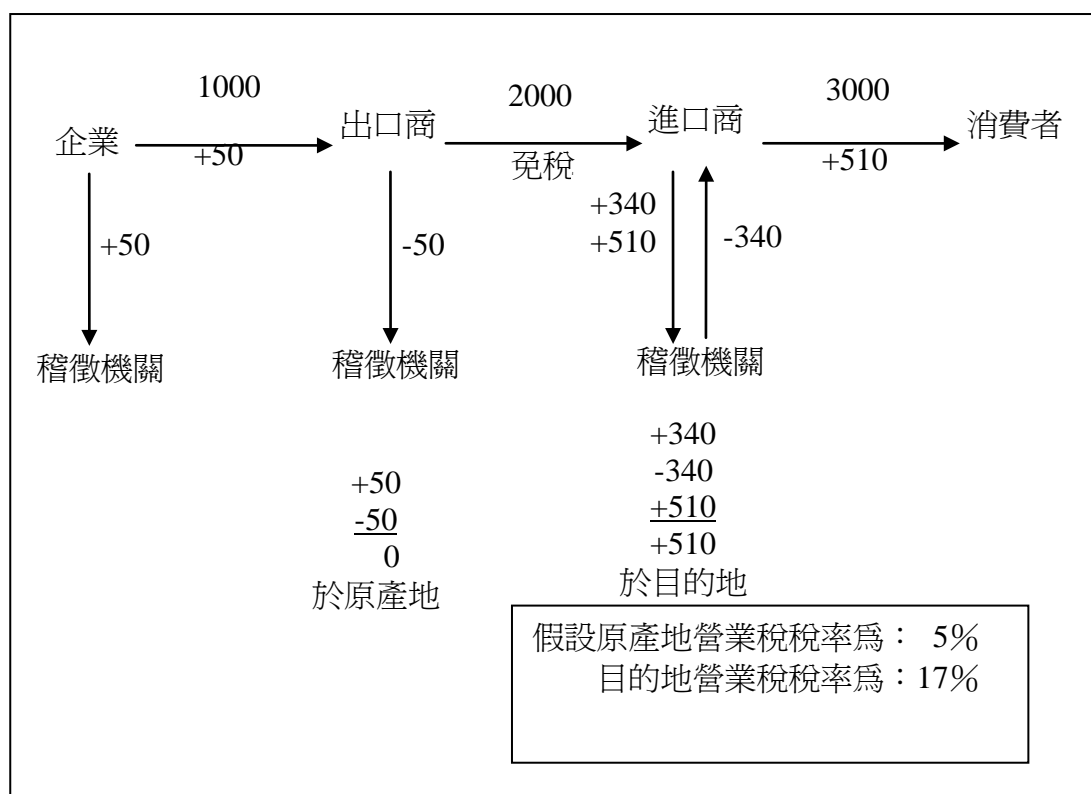 1000
2000
3000
企業
出口商
進口商
消費者
+50
免稅
+510
+50
-50
+340
+510
-340
稽徵機關
稽徵機關
稽徵機關
+50
-50
0
於原產地
+340
-340
+510
+510
於目的地
假設原產地營業稅稅率為： 5％
目的地營業稅稅率為：17％